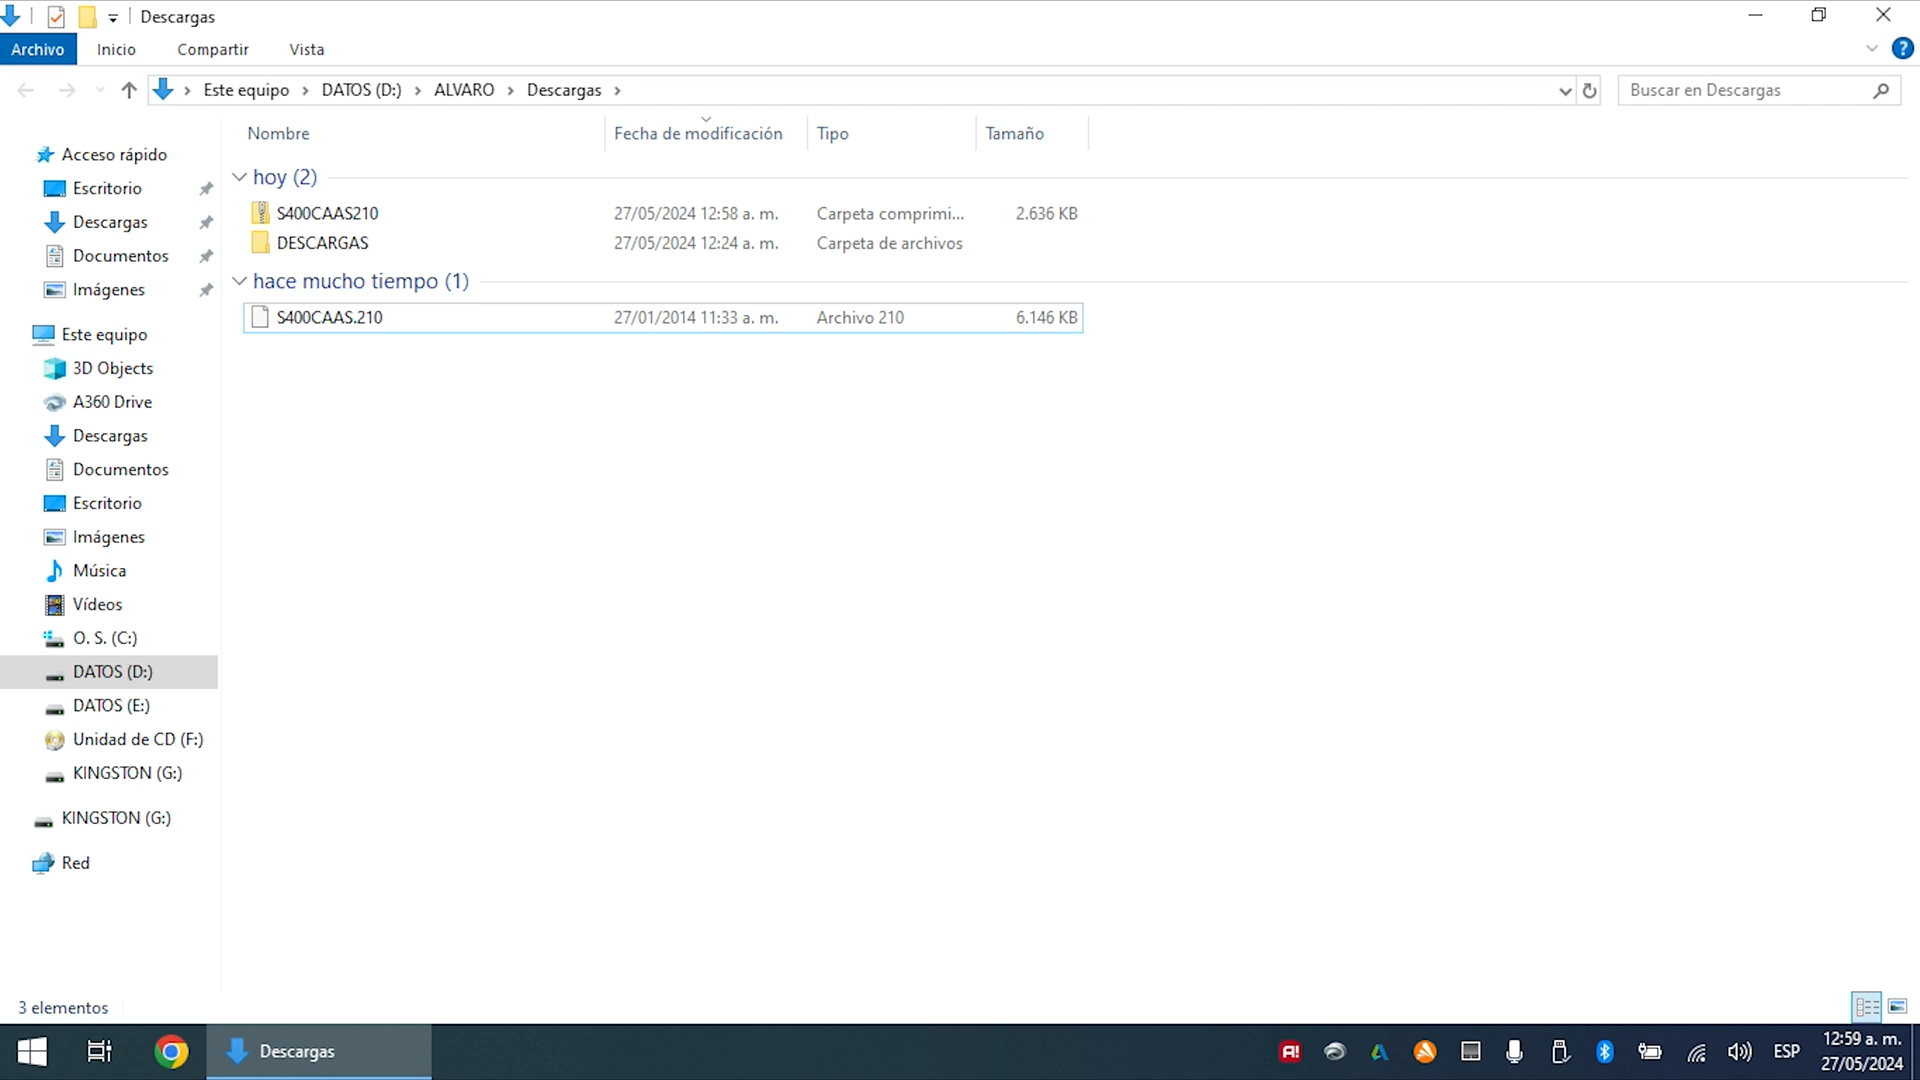 Descargas
Archivo Inicio Compartir Vista
Este equipo DATOS (D:) ALVARO Descargas Buscar en Descargas
Nombre Fecha de modificación Tipo Tamaño
Acceso rápido
Escritorio
Descargas
Documentos
Imágenes
Este equipo
3D Objects
A360 Drive
Descargas
Documentos
Escritorio
Imágenes
Música
Vídeos
O. S. (C:)
DATOS (D:)
DATOS (E:)
Unidad de CD (F:)
KINGSTON (G:)
KINGSTON (G:)
Red
hoy (2)
S400CAAS210 27/05/2024 12:58 a. m. Carpeta comprimi... 2.636 KB
DESCARGAS 27/05/2024 12:24 a. m. Carpeta de archivos
hace mucho tiempo (1)
S400CAAS.210 27/01/2014 11:33 a. m. Archivo 210 6.146 KB
3 elementos
Descargas
ESP
12:59 a. m.
27/05/2024